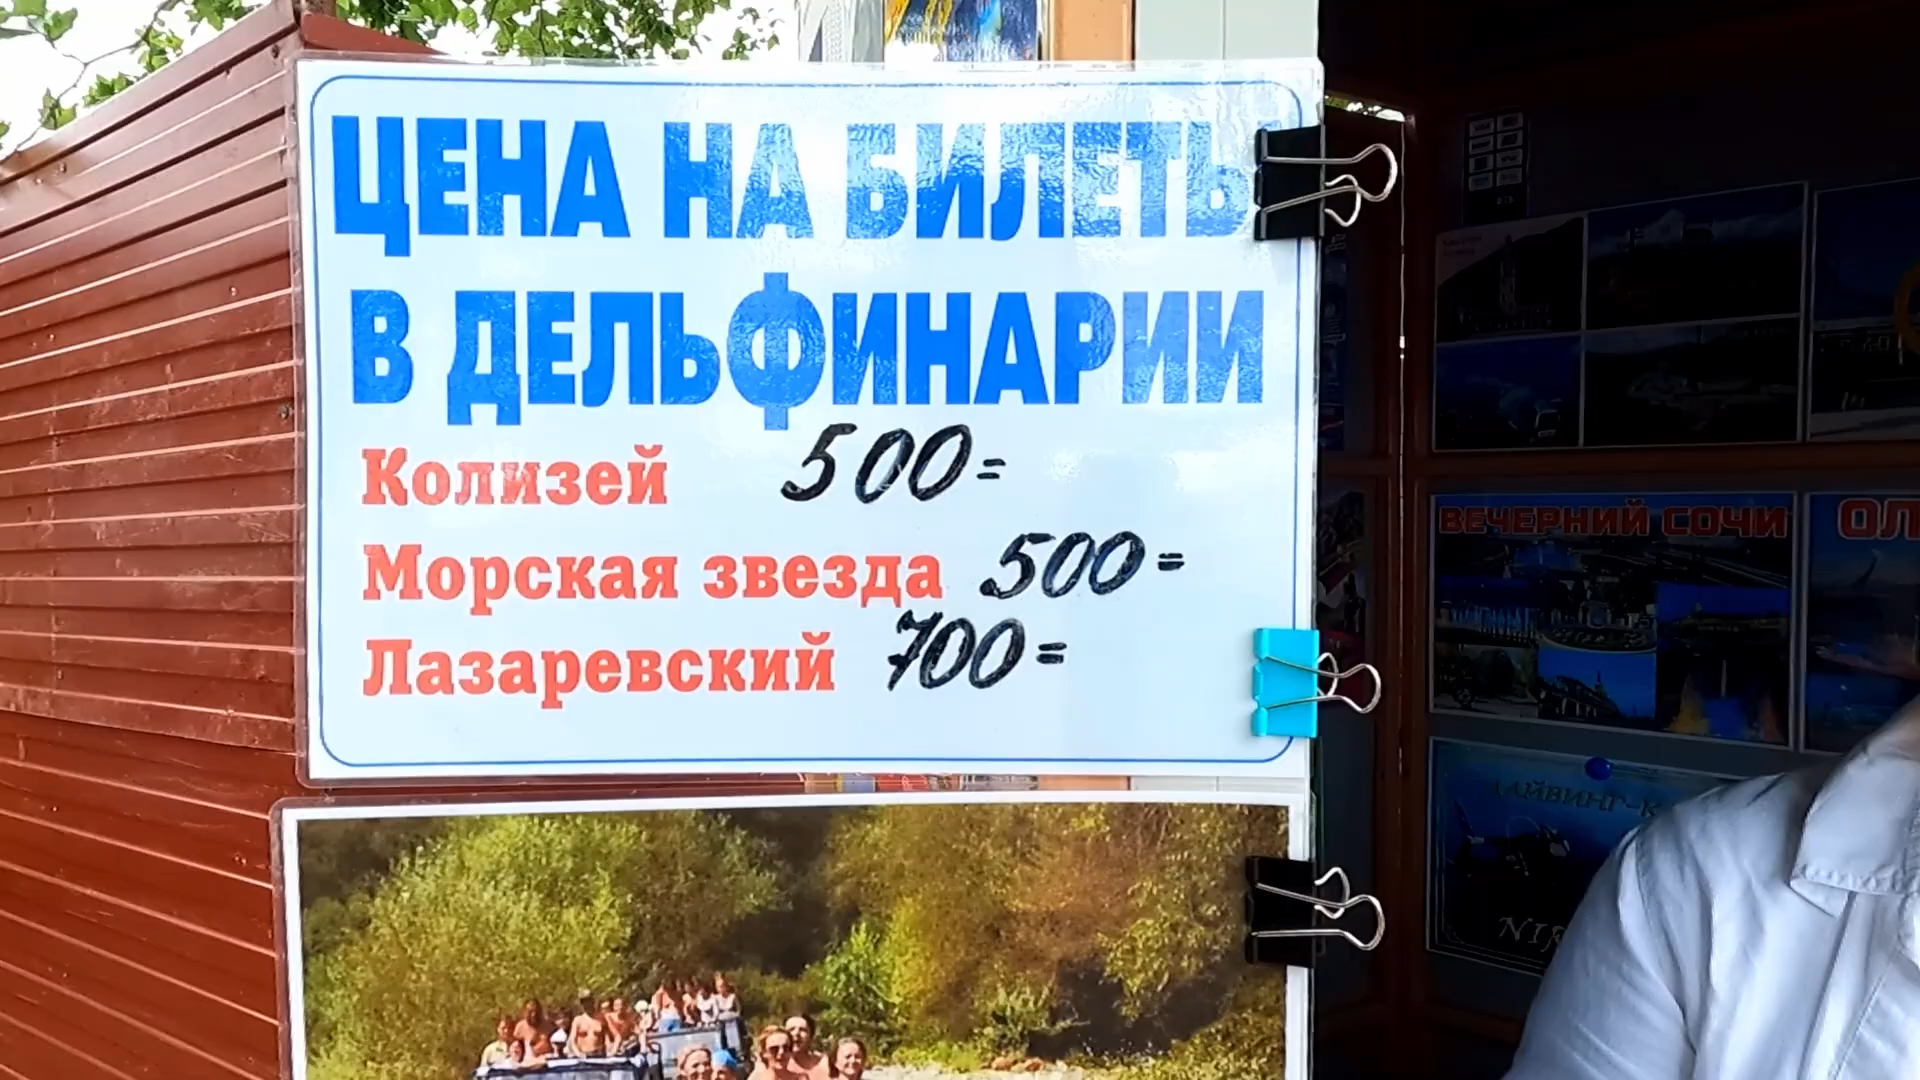 ЦЕНА НА БИЛЕТЫ
В ДЕЛЬФИНАРИИ
Колизей 500=
Морская звезда 500=
Лазаревский 700=
ВЕЧЕРНИЙ СОЧИ